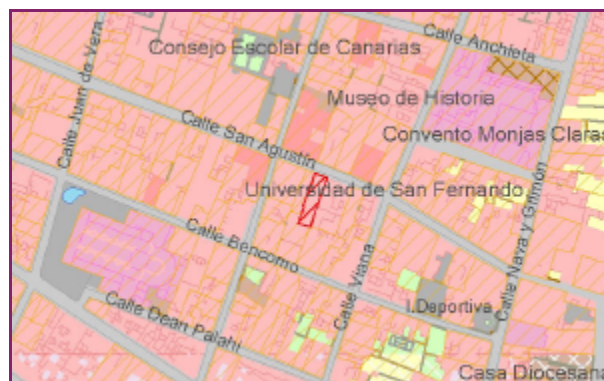 Calle Anchieta
Consejo Escolar de Canarias
Calle Juan de Vera
Museo de Historia
Calle San Agustín
Convento Monjas Claras
Universidad de San Fernando
Calle Nava y Grimón
Calle Bencomo
Calle Viana
I.Deportiva
Calle Dean Palahi
Casa Diocesana